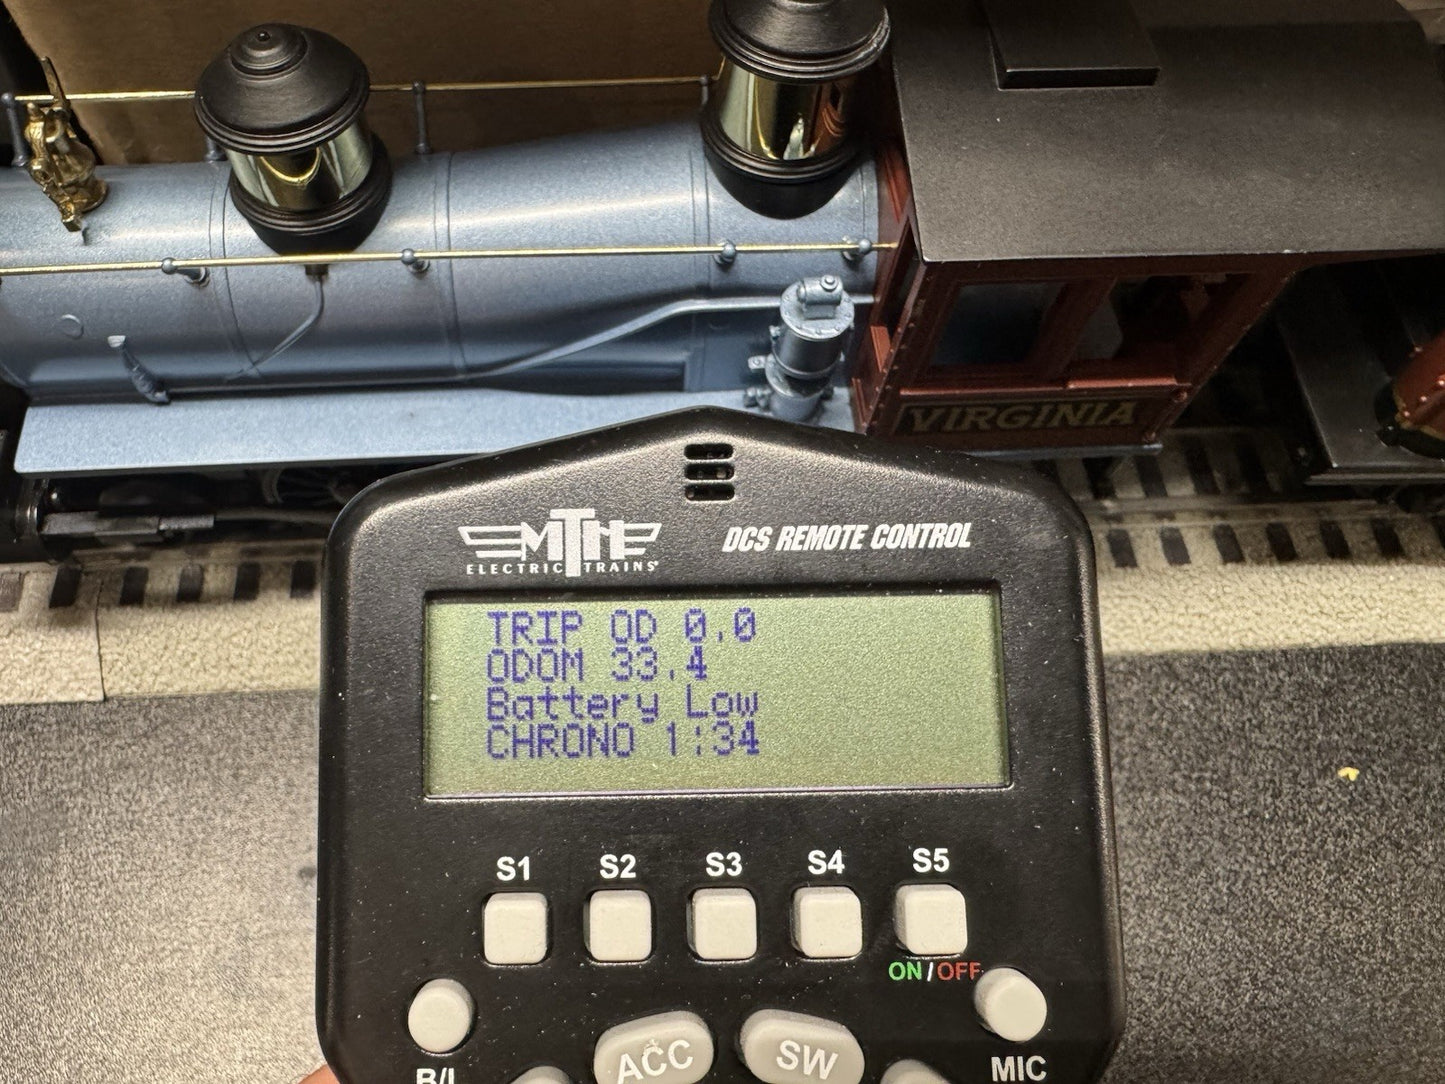 VIRGINIA
MTH
ELECTRIC TRAINS
DCS REMOTE CONTROL
TRIP OD 0.0
ODOM 33.4
Battery Low
CHRONO 1:34
S1 S2 S3 S4 S5
ON/OFF
ACC SW
MIC